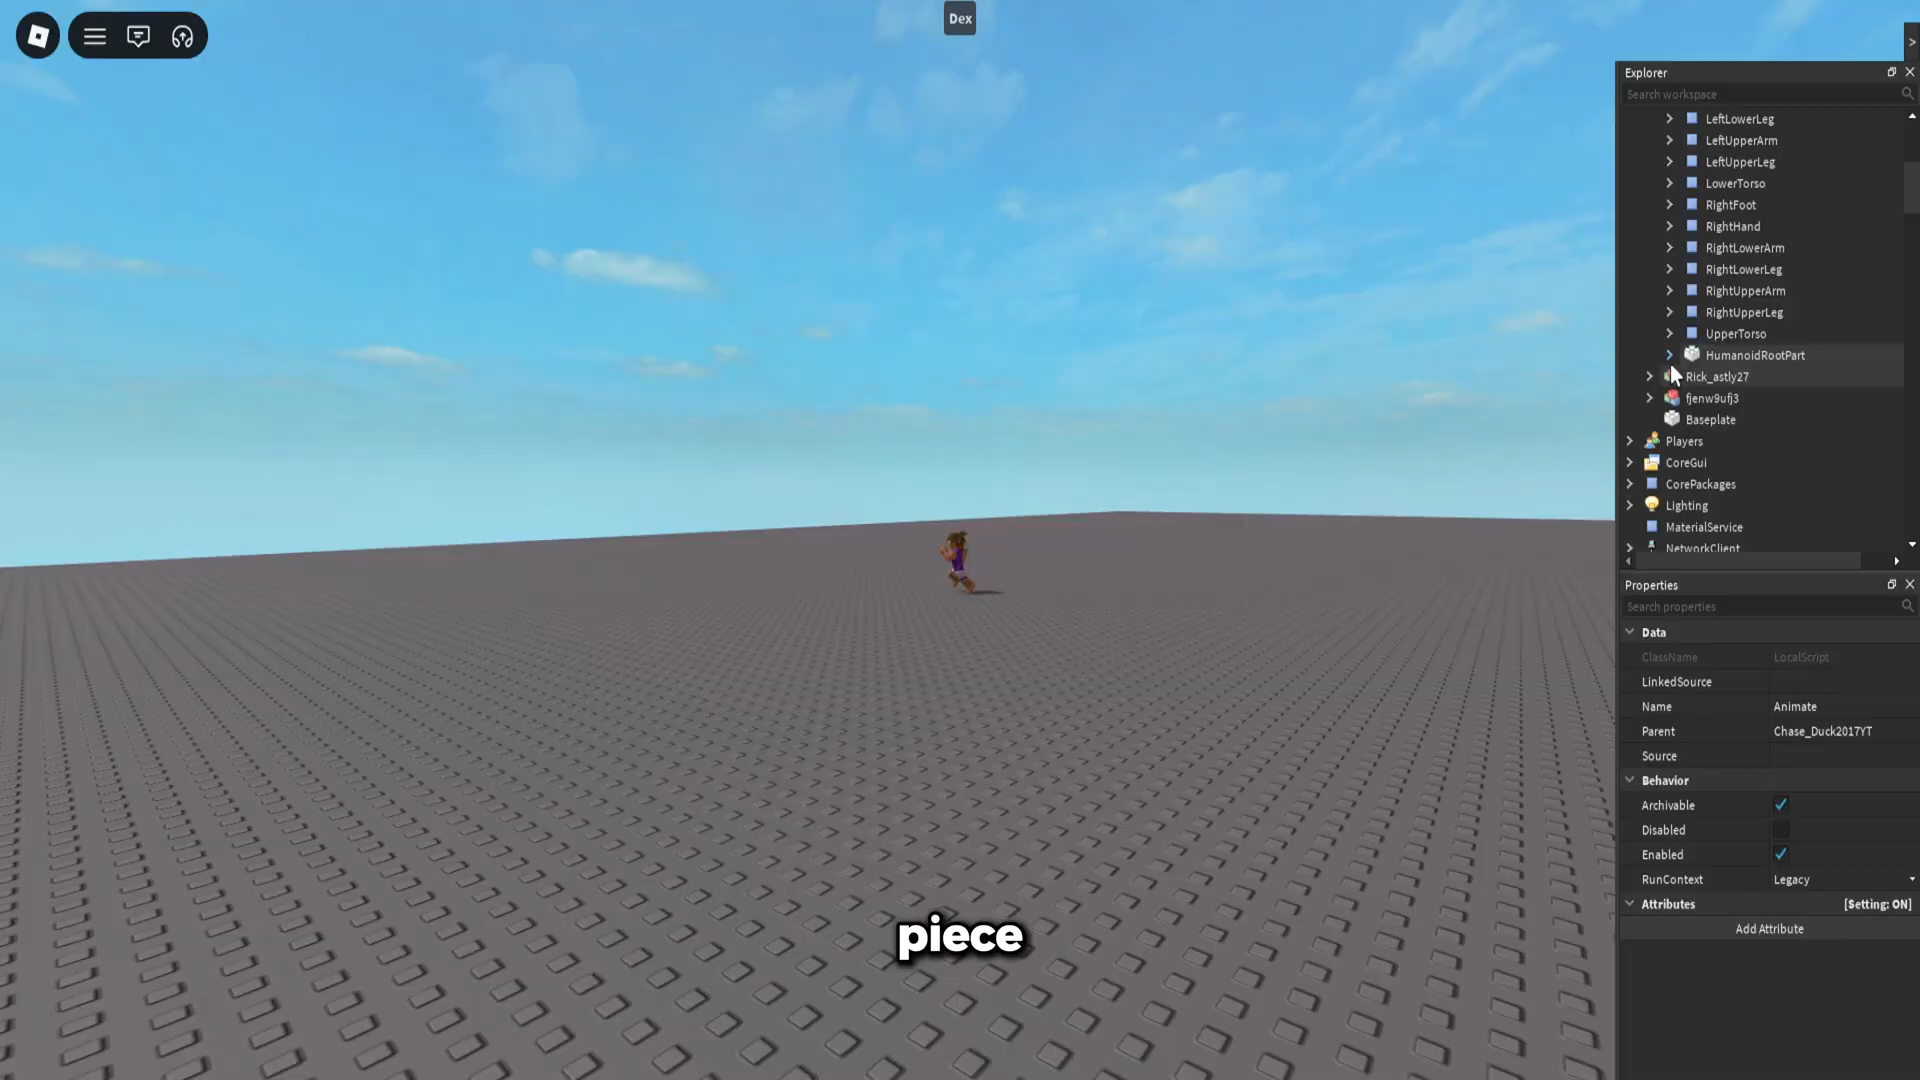 Dex
Explorer
Search workspace
LeftLowerLeg
LeftUpperArm
LeftUpperLeg
LowerTorso
RightFoot
RightHand
RightLowerArm
RightLowerLeg
RightUpperArm
RightUpperLeg
UpperTorso
HumanoidRootPart
Rick_astly27
fjenw9ufj3
Baseplate
Players
CoreGui
CorePackages
Lighting
MaterialService
NetworkClient
Properties
Search properties
Data
ClassName LocalScript
LinkedSource
Name Animate
Parent Chase_Duck2017YT
Source
Behavior
Archivable
Disabled
Enabled
RunContext Legacy
Attributes [Setting: ON]
Add Attribute
piece